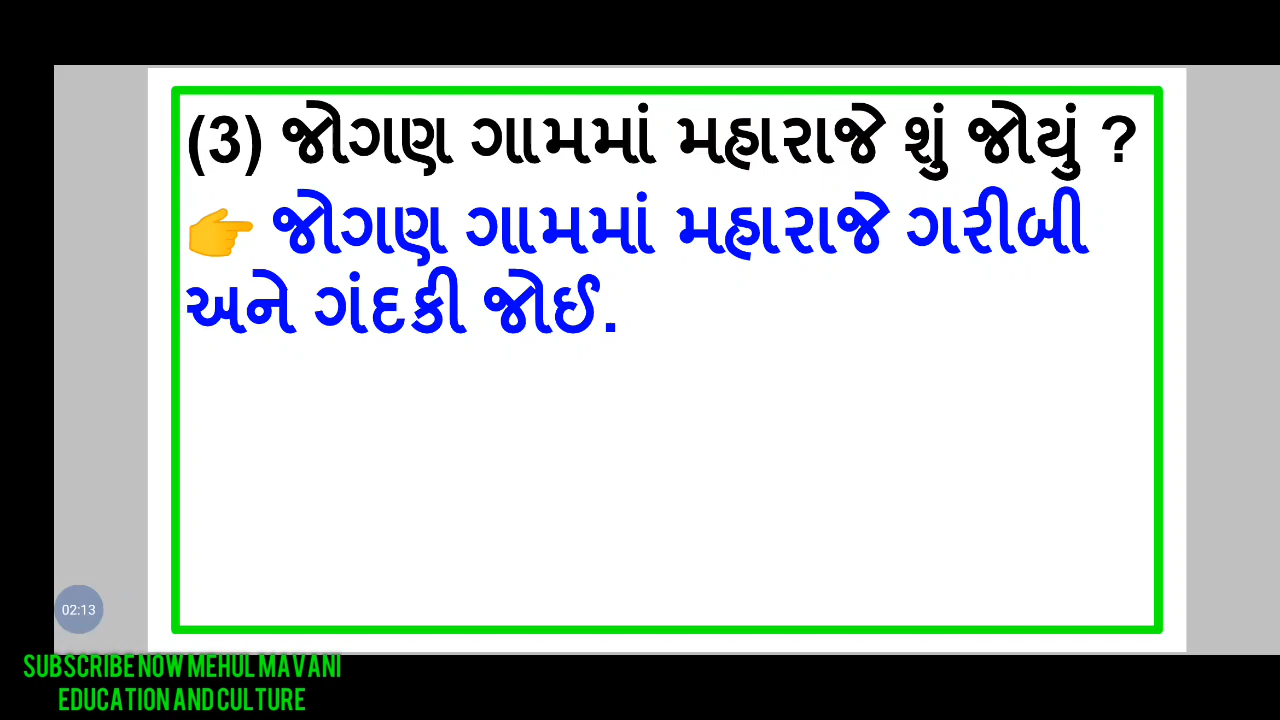 (3) જોગણ ગામમાં મહારાજે શું જોયું ?
👉 જોગણ ગામમાં મહારાજે ગરીબી
અને ગંદકી જોઈ.
02:13
SUBSCRIBE NOW MEHUL MAVANI
EDUCATION AND CULTURE